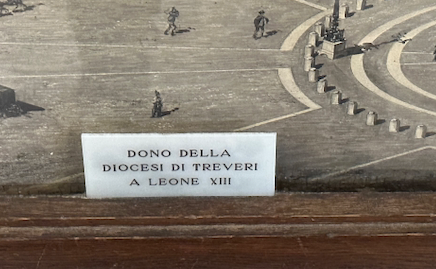 DONO DELLA
DIOCESI DI TREVERI
A LEONE XIII